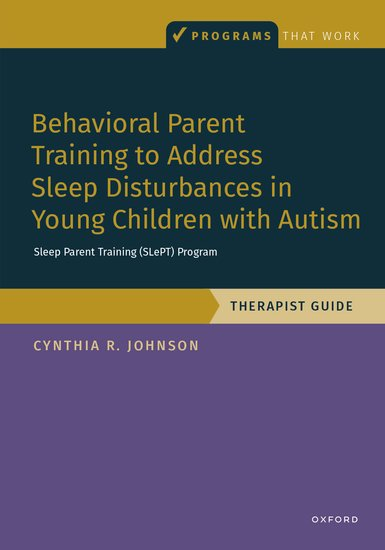 PROGRAMS THAT WORK
Behavioral Parent
Training to Address
Sleep Disturbances in
Young Children with Autism
Sleep Parent Training (SLePT) Program
THERAPIST GUIDE
CYNTHIA R. JOHNSON
OXFORD